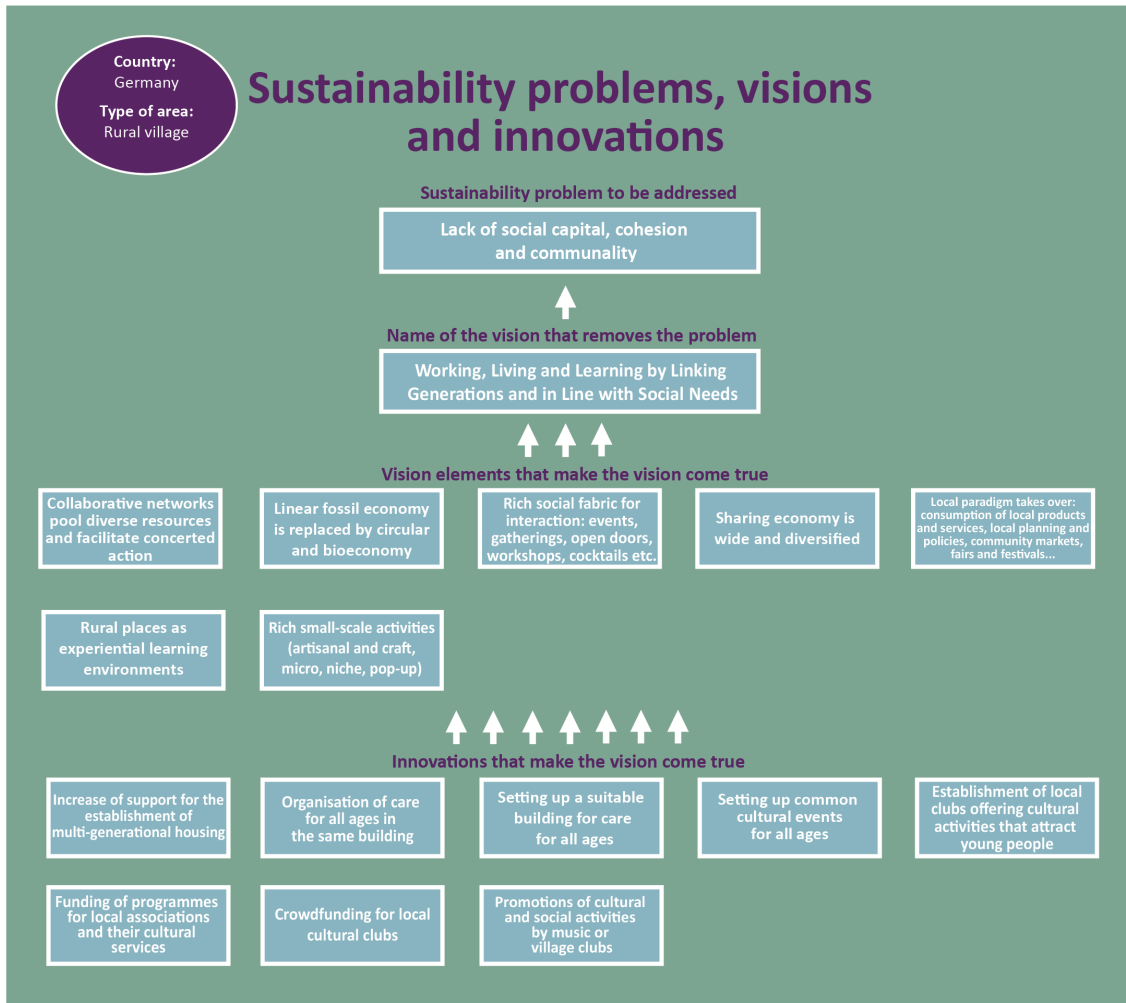 Country:
Germany
Type of area:
Rural village
Sustainability problems, visions
and innovations
Sustainability problem to be addressed
Lack of social capital, cohesion
and communality
Name of the vision that removes the problem
Working, Living and Learning by Linking
Generations and in Line with Social Needs
Vision elements that make the vision come true
Collaborative networks
pool diverse resources
and facilitate concerted
action
Linear fossil economy
is replaced by circular
and bioeconomy
Rich social fabric for
interaction: events,
gatherings, open doors,
workshops, cocktails etc.
Sharing economy is
wide and diversified
Local paradigm takes over:
consumption of local products
and services, local planning and
policies, community markets,
fairs and festivals...
Rural places as
experiential learning
environments
Rich small-scale activities
(artisanal and craft,
micro, niche, pop-up)
Innovations that make the vision come true
Increase of support for the
establishment of
multi-generational housing
Organisation of care
for all ages in
the same building
Setting up a suitable
building for care
for all ages
Setting up common
cultural events
for all ages
Establishment of local
clubs offering cultural
activities that attract
young people
Funding of programmes
for local associations
and their cultural
services
Crowdfunding for local
cultural clubs
Promotions of cultural
and social activities
by music or
village clubs